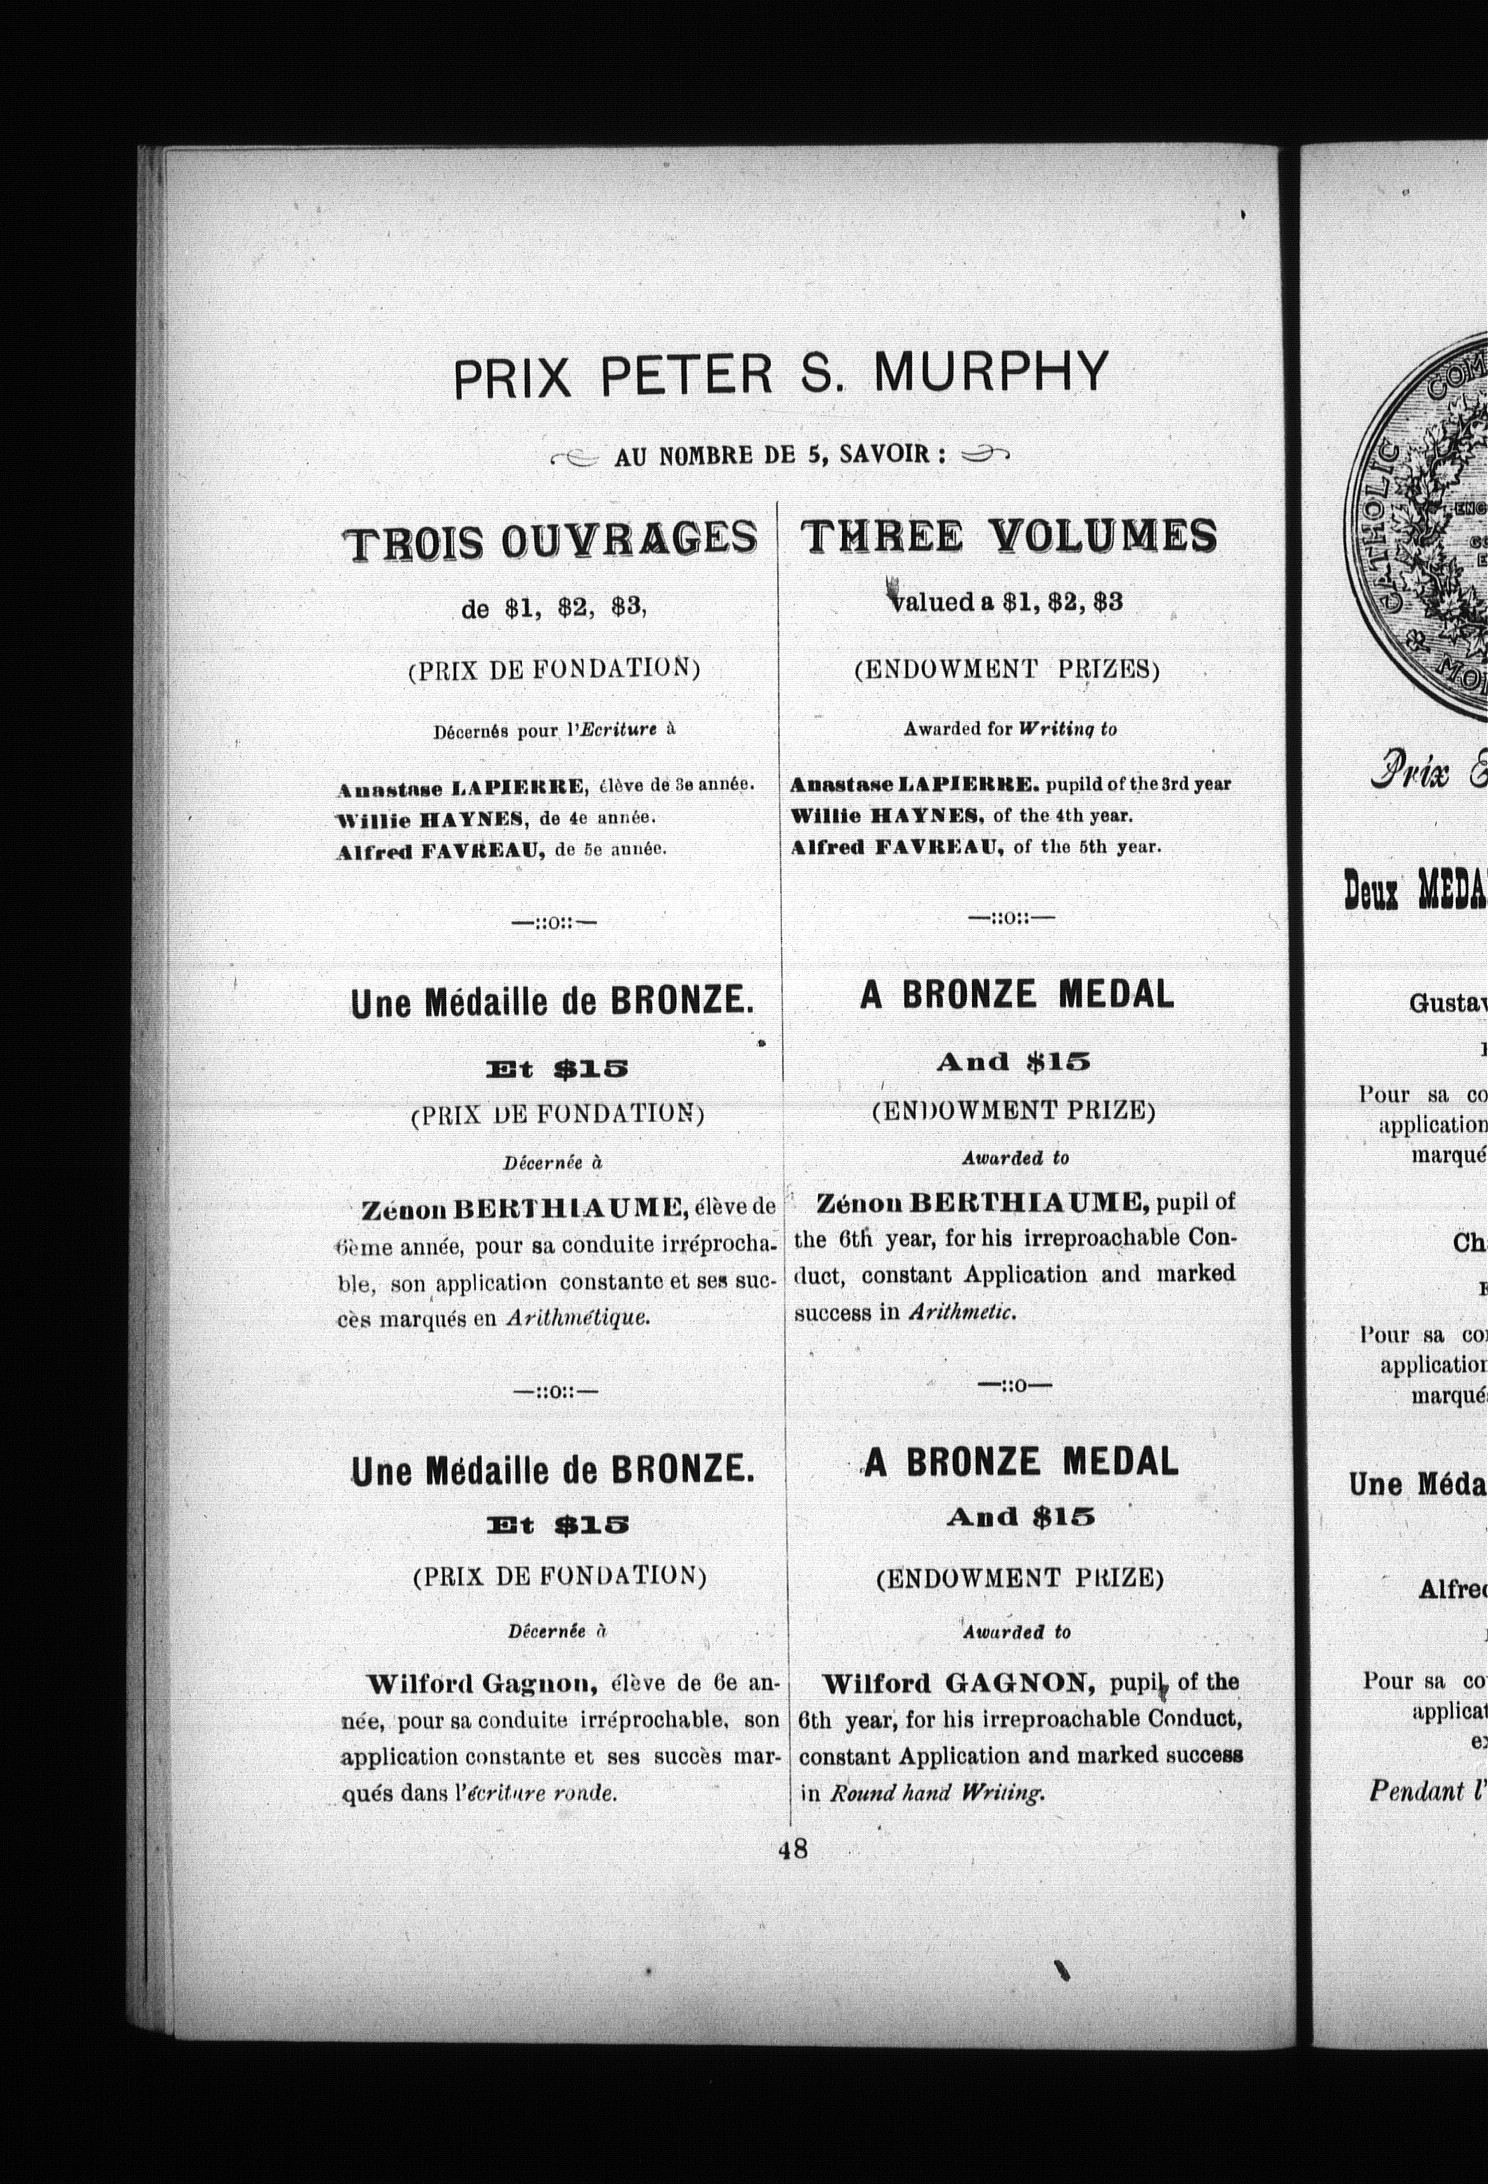 PRIX PETER S. MURPHY
AU NOMBRE DE 5, SAVOIR :
TROIS OUVRAGES
de $1, $2, $3,
(PRIX DE FONDATION)
Décernés pour l'Ecriture à
Anastase LAPIERRE, élève de 3e année.
Willie HAYNES, de 4e année.
Alfred FAVREAU, de 5e année.
—::o::—
Une Médaille de BRONZE.
Et $15
(PRIX DE FONDATION)
Décernée à
Zénon BERTHIAUME, élève de
6ème année, pour sa conduite irréprocha-
ble, son application constante et ses suc-
cès marqués en Arithmétique.
—::o::—
Une Médaille de BRONZE.
Et $15
(PRIX DE FONDATION)
Décernée à
Wilford Gagnon, élève de 6e an-
née, pour sa conduite irréprochable, son
application constante et ses succès mar-
qués dans l'écriture ronde.
THREE VOLUMES
valued a $1, $2, $3
(ENDOWMENT PRIZES)
Awarded for Writing to
Anastase LAPIERRE. pupild of the 3rd year
Willie HAYNES, of the 4th year.
Alfred FAVREAU, of the 5th year.
—::o::—
A BRONZE MEDAL
And $15
(ENDOWMENT PRIZE)
Awarded to
Zénon BERTHIAUME, pupil of
the 6th year, for his irreproachable Con-
duct, constant Application and marked
success in Arithmetic.
—::o—
A BRONZE MEDAL
And $15
(ENDOWMENT PRIZE)
Awarded to
Wilford GAGNON, pupil, of the
6th year, for his irreproachable Conduct,
constant Application and marked success
in Round hand Writing.
48
CATHOLIC
COM
& MO
Prix
Deux MEDA
Gustav
Pour sa co
application
marqué
Ch
Pour sa co
application
marqué
Une Méda
Alfred
Pour sa co
applicat
Pendant l'